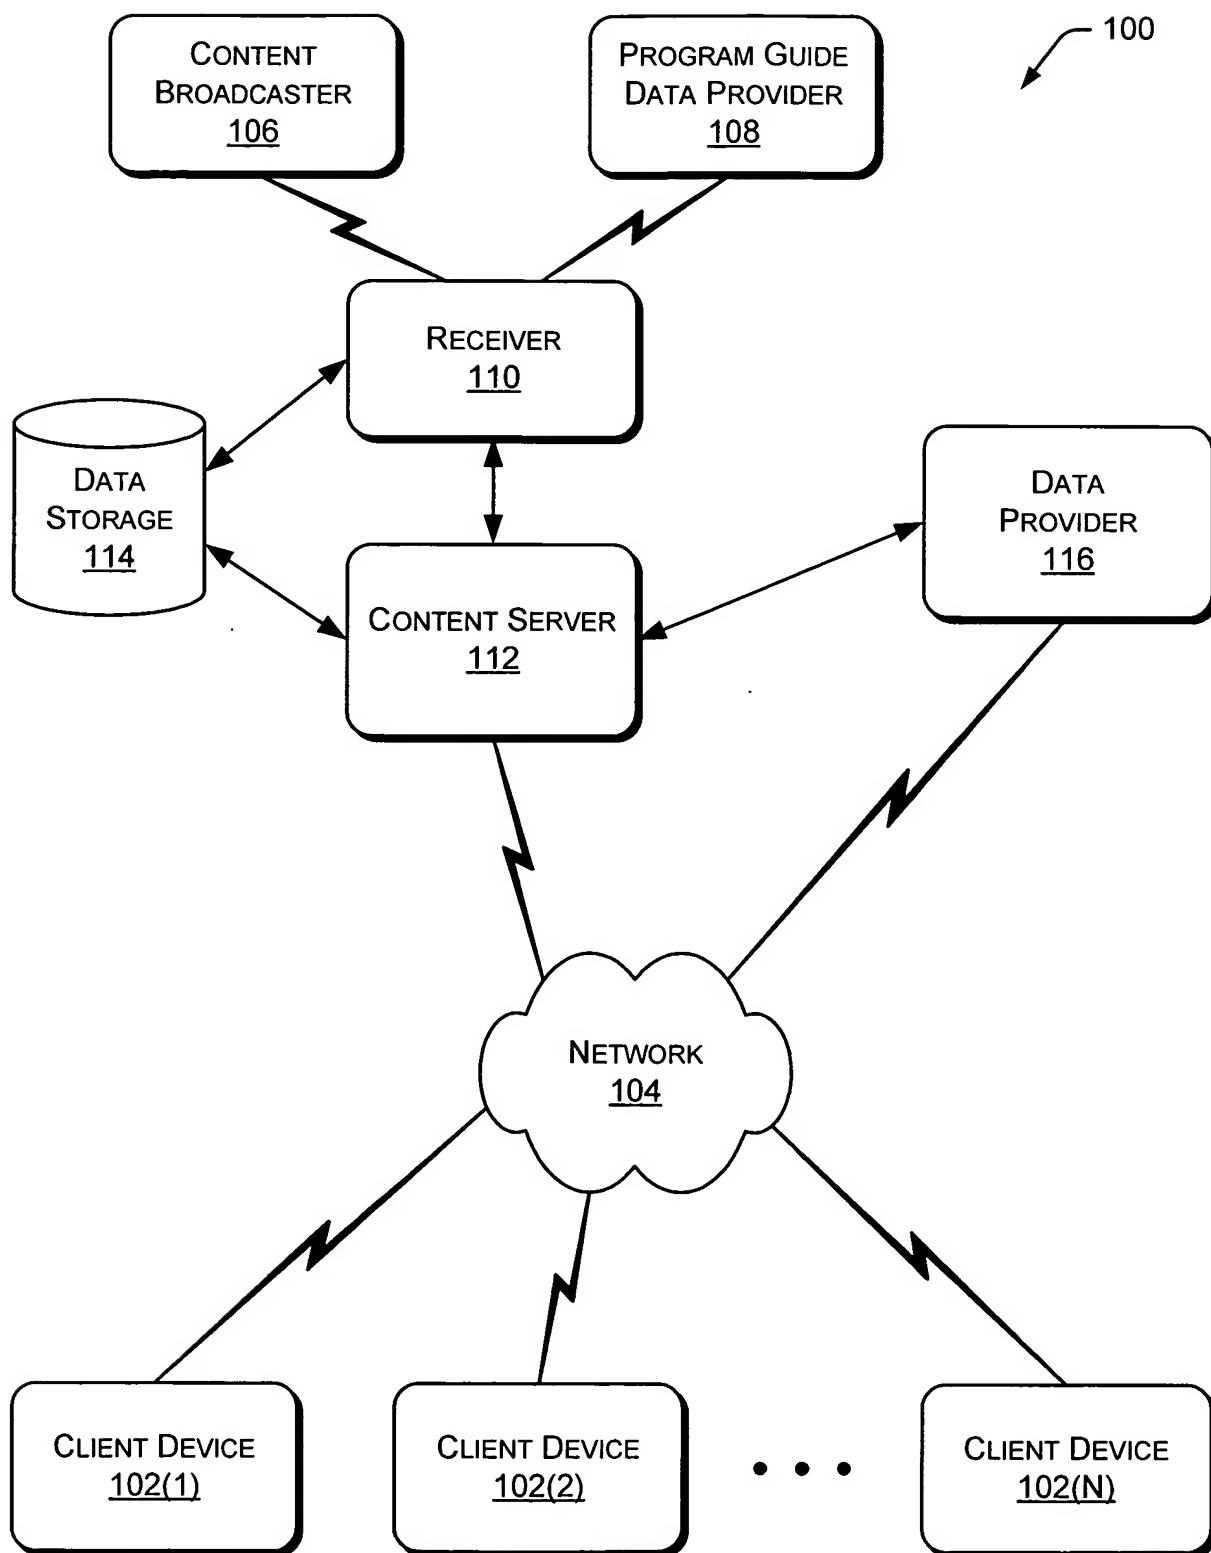 100
CONTENT
BROADCASTER
106
PROGRAM GUIDE
DATA PROVIDER
108
RECEIVER
110
DATA
STORAGE
114
DATA
PROVIDER
116
CONTENT SERVER
112
NETWORK
104
CLIENT DEVICE
102(1)
CLIENT DEVICE
102(2)
• • •
CLIENT DEVICE
102(N)